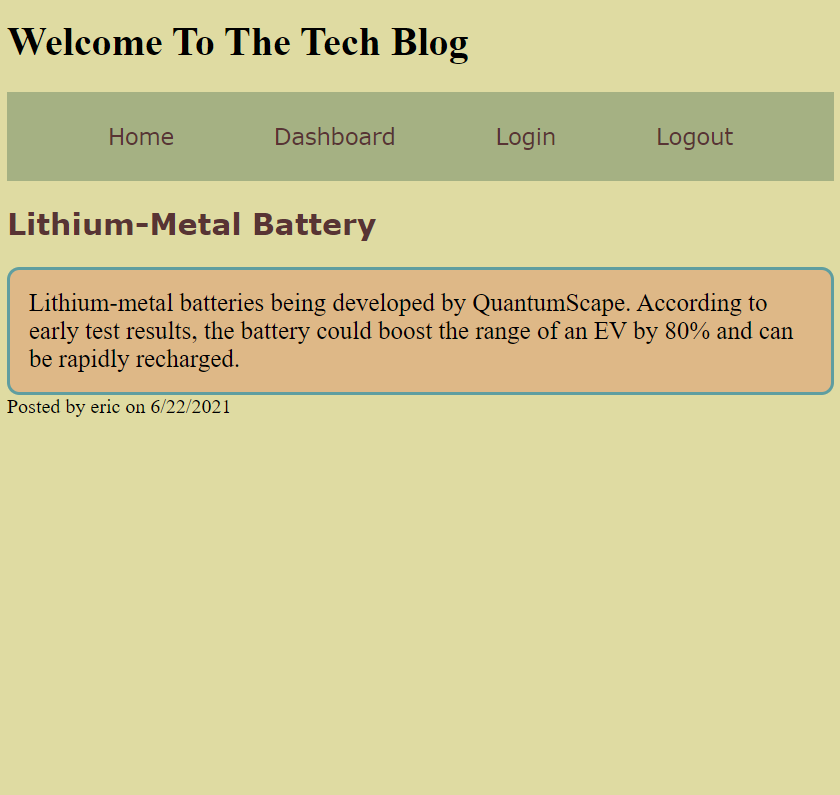 Welcome To The Tech Blog
Home Dashboard Login Logout
Lithium-Metal Battery
Lithium-metal batteries being developed by QuantumScape. According to
early test results, the battery could boost the range of an EV by 80% and can
be rapidly recharged.
Posted by eric on 6/22/2021